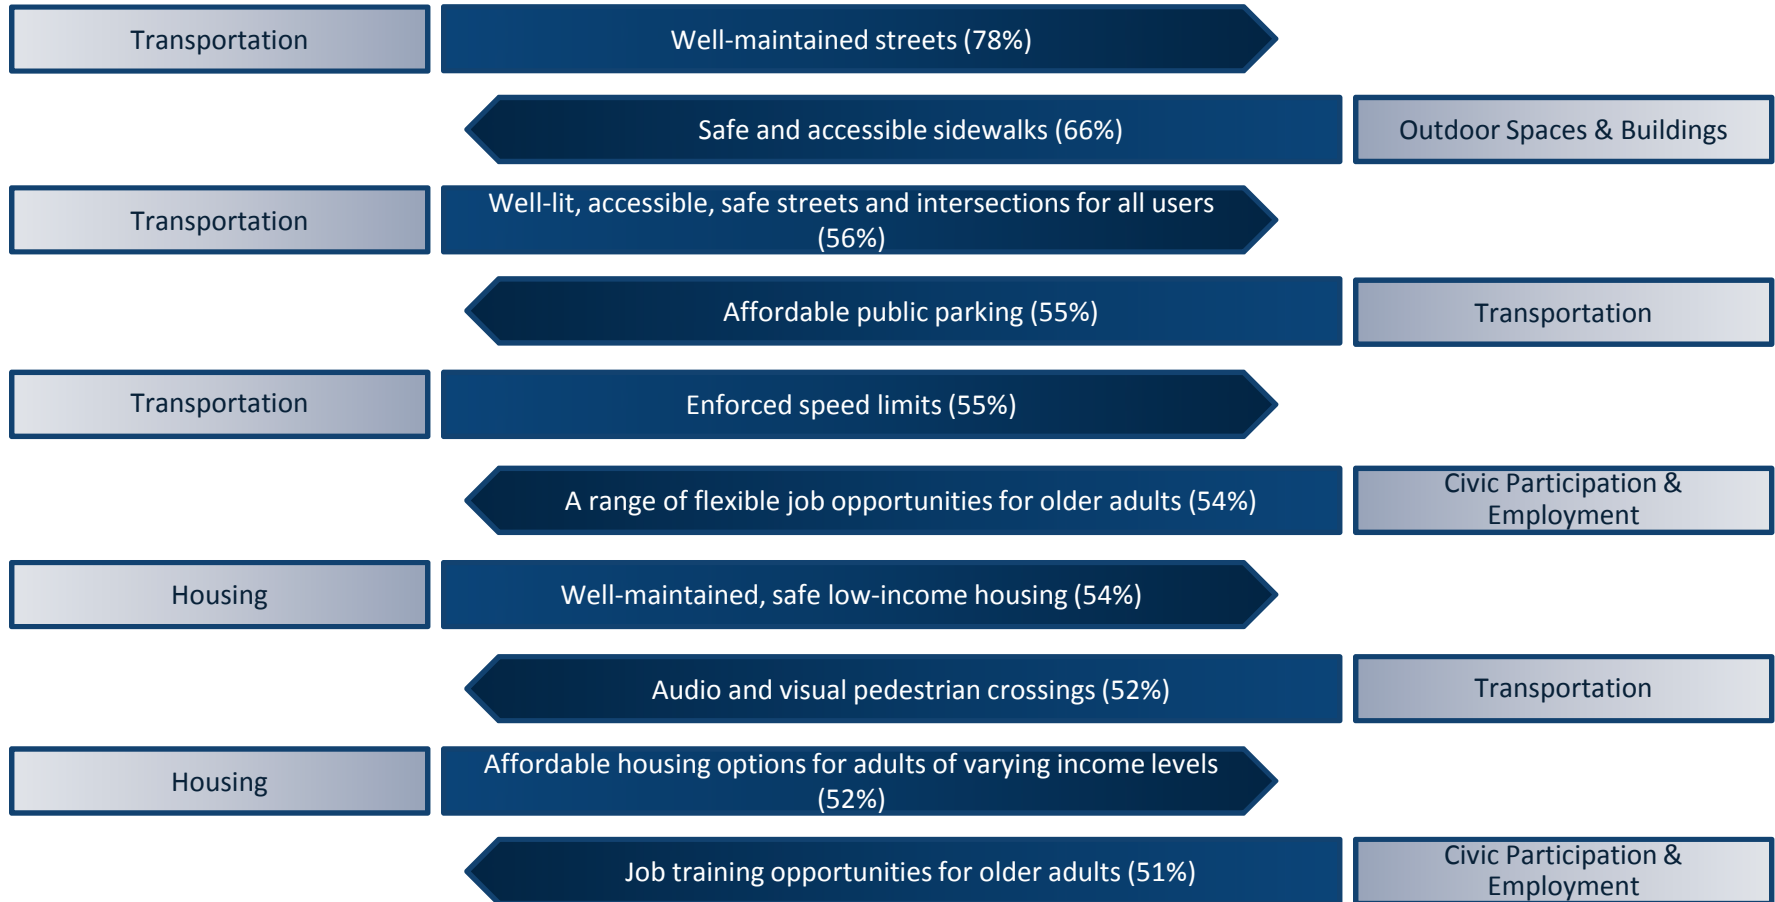 Transportation
Well-maintained streets (78%)
Safe and accessible sidewalks (66%)
Outdoor Spaces & Buildings
Transportation
Well-lit, accessible, safe streets and intersections for all users
(56%)
Affordable public parking (55%)
Transportation
Transportation
Enforced speed limits (55%)
A range of flexible job opportunities for older adults (54%)
Civic Participation &
Employment
Housing
Well-maintained, safe low-income housing (54%)
Audio and visual pedestrian crossings (52%)
Transportation
Housing
Affordable housing options for adults of varying income levels
(52%)
Job training opportunities for older adults (51%)
Civic Participation &
Employment